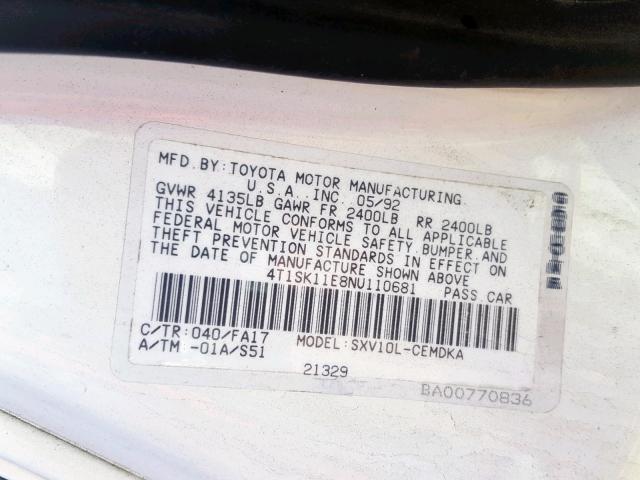 MFD. BY: TOYOTA MOTOR MANUFACTURING
U.S.A. INC. 05/92
GVWR 4135LB GAWR FR 2400LB RR 2400LB
THIS VEHICLE CONFORMS TO ALL APPLICABLE
FEDERAL MOTOR VEHICLE SAFETY, BUMPER, AND
THEFT PREVENTION STANDARDS IN EFFECT ON
THE DATE OF MANUFACTURE SHOWN ABOVE
4T1SK11E8NU110681 PASS. CAR
C/TR: 040/FA17 MODEL: SXV10L-CEMDKA
A/TM -01A/S51
21329
BA00770836